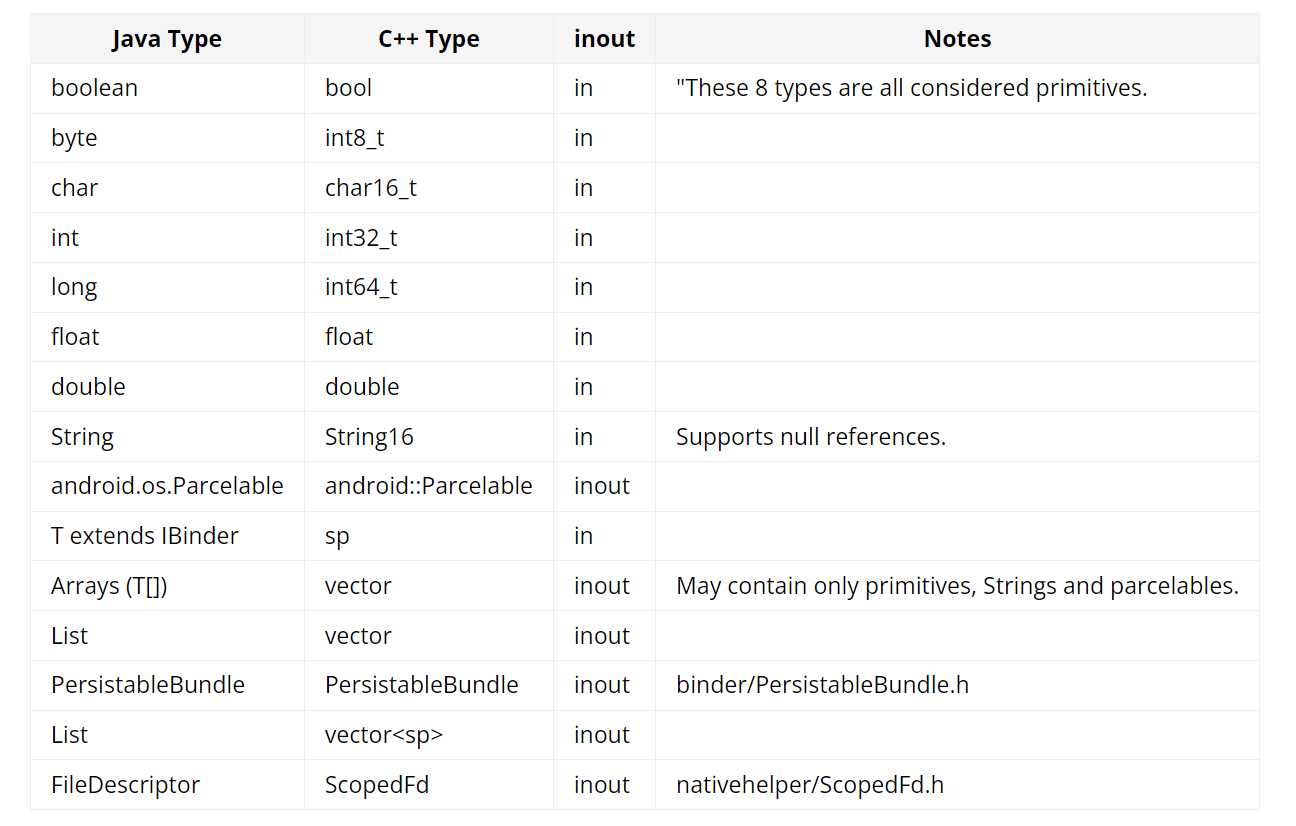 Java Type C++ Type inout Notes
boolean bool in "These 8 types are all considered primitives.
byte int8_t in
char char16_t in
int int32_t in
long int64_t in
float float in
double double in
String String16 in Supports null references.
android.os.Parcelable android::Parcelable inout
T extends IBinder sp in
Arrays (T[]) vector inout May contain only primitives, Strings and parcelables.
List vector inout
PersistableBundle PersistableBundle inout binder/PersistableBundle.h
List vector<sp> inout
FileDescriptor ScopedFd inout nativehelper/ScopedFd.h